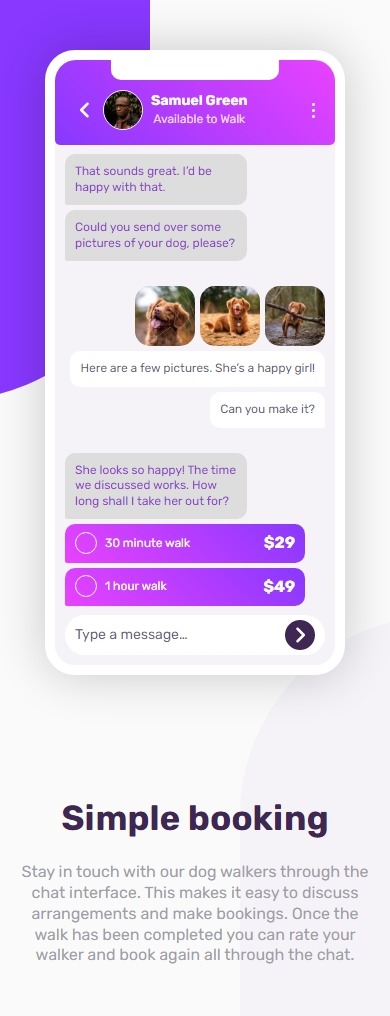 Samuel Green
Available to Walk
That sounds great. I'd be
happy with that.
Could you send over some
pictures of your dog, please?
Here are a few pictures. She's a happy girl!
Can you make it?
She looks so happy! The time
we discussed works. How
long shall I take her out for?
30 minute walk $29
1 hour walk $49
Type a message...
Simple booking
Stay in touch with our dog walkers through the
chat interface. This makes it easy to discuss
arrangements and make bookings. Once the
walk has been completed you can rate your
walker and book again all through the chat.